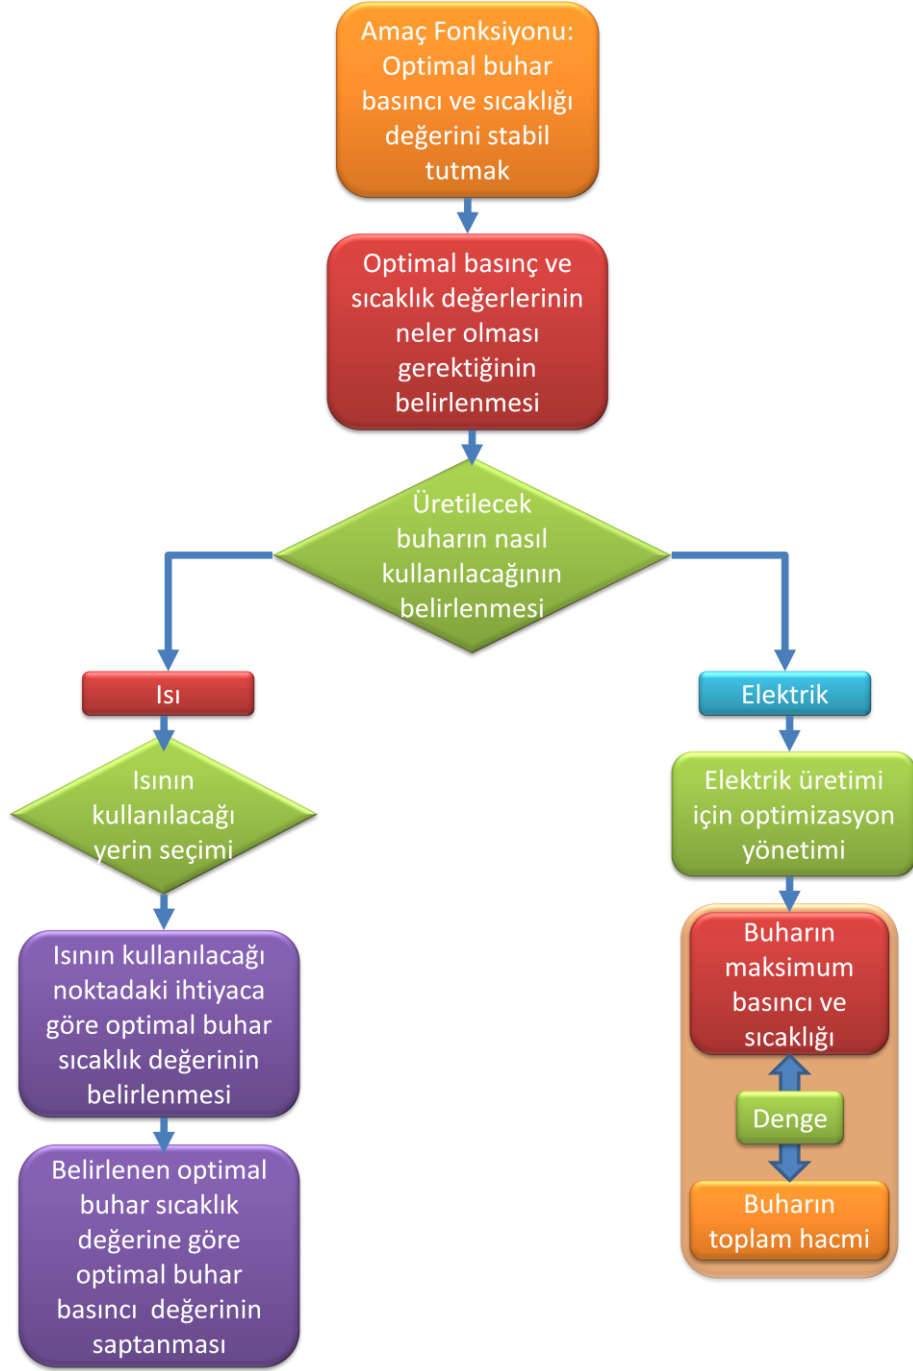 Amaç Fonksiyonu:
Optimal buhar
basıncı ve sıcaklığı
değerini stabil
tutmak
Optimal basınç ve
sıcaklık değerlerinin
neler olması
gerektiğinin
belirlenmesi
Üretilecek
buharın nasıl
kullanılacağının
belirlenmesi
Isı
Isının
kullanılacağı
yerin seçimi
Isının kullanılacağı
noktadaki ihtiyaca
göre optimal buhar
sıcaklık değerinin
belirlenmesi
Belirlenen optimal
buhar sıcaklık
değerine göre
optimal buhar
basıncı değerinin
saptanması
Elektrik
Elektrik üretimi
için optimizasyon
yönetimi
Buharın
maksimum
basıncı ve
sıcaklığı
Denge
Buharın
toplam hacmi